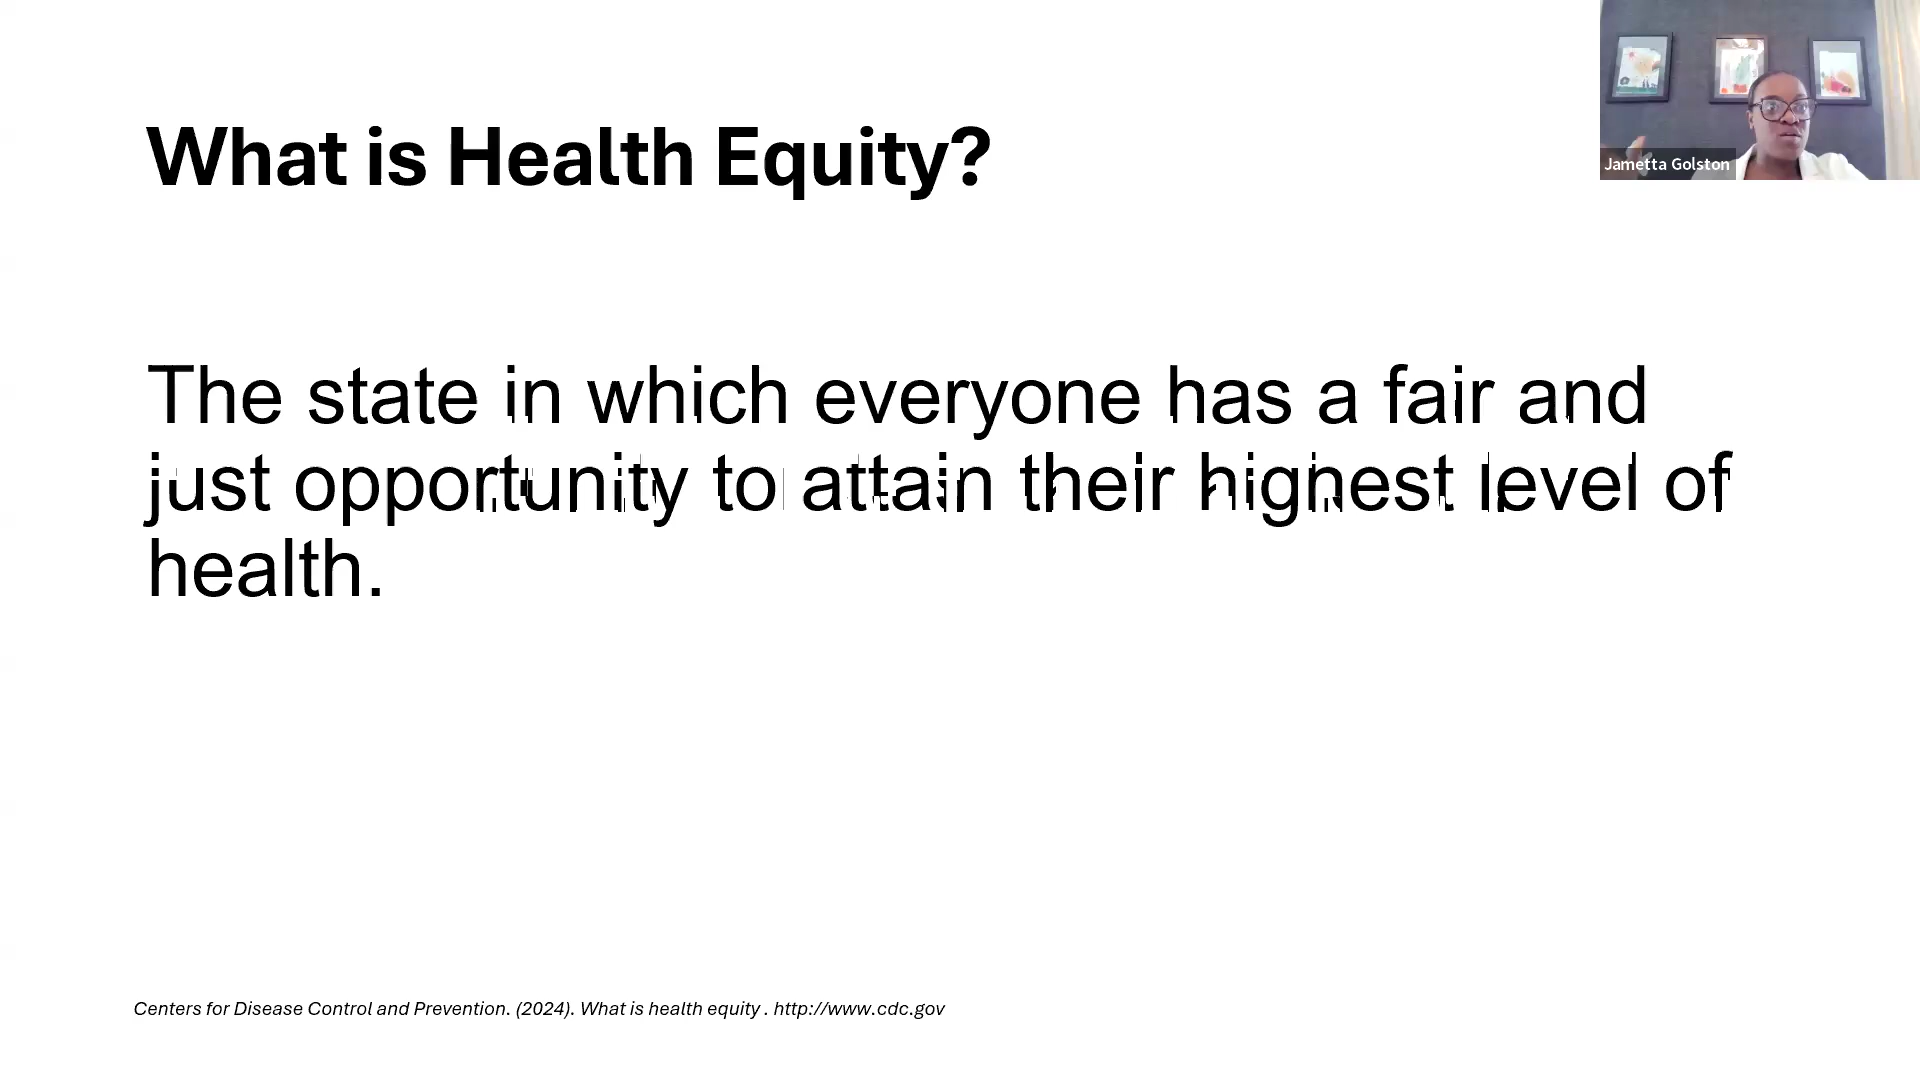 What is Health Equity?
Jametta Golston
The state in which everyone has a fair and
just opportunity to attain their highest level of
health.
Centers for Disease Control and Prevention. (2024). What is health equity . http://www.cdc.gov